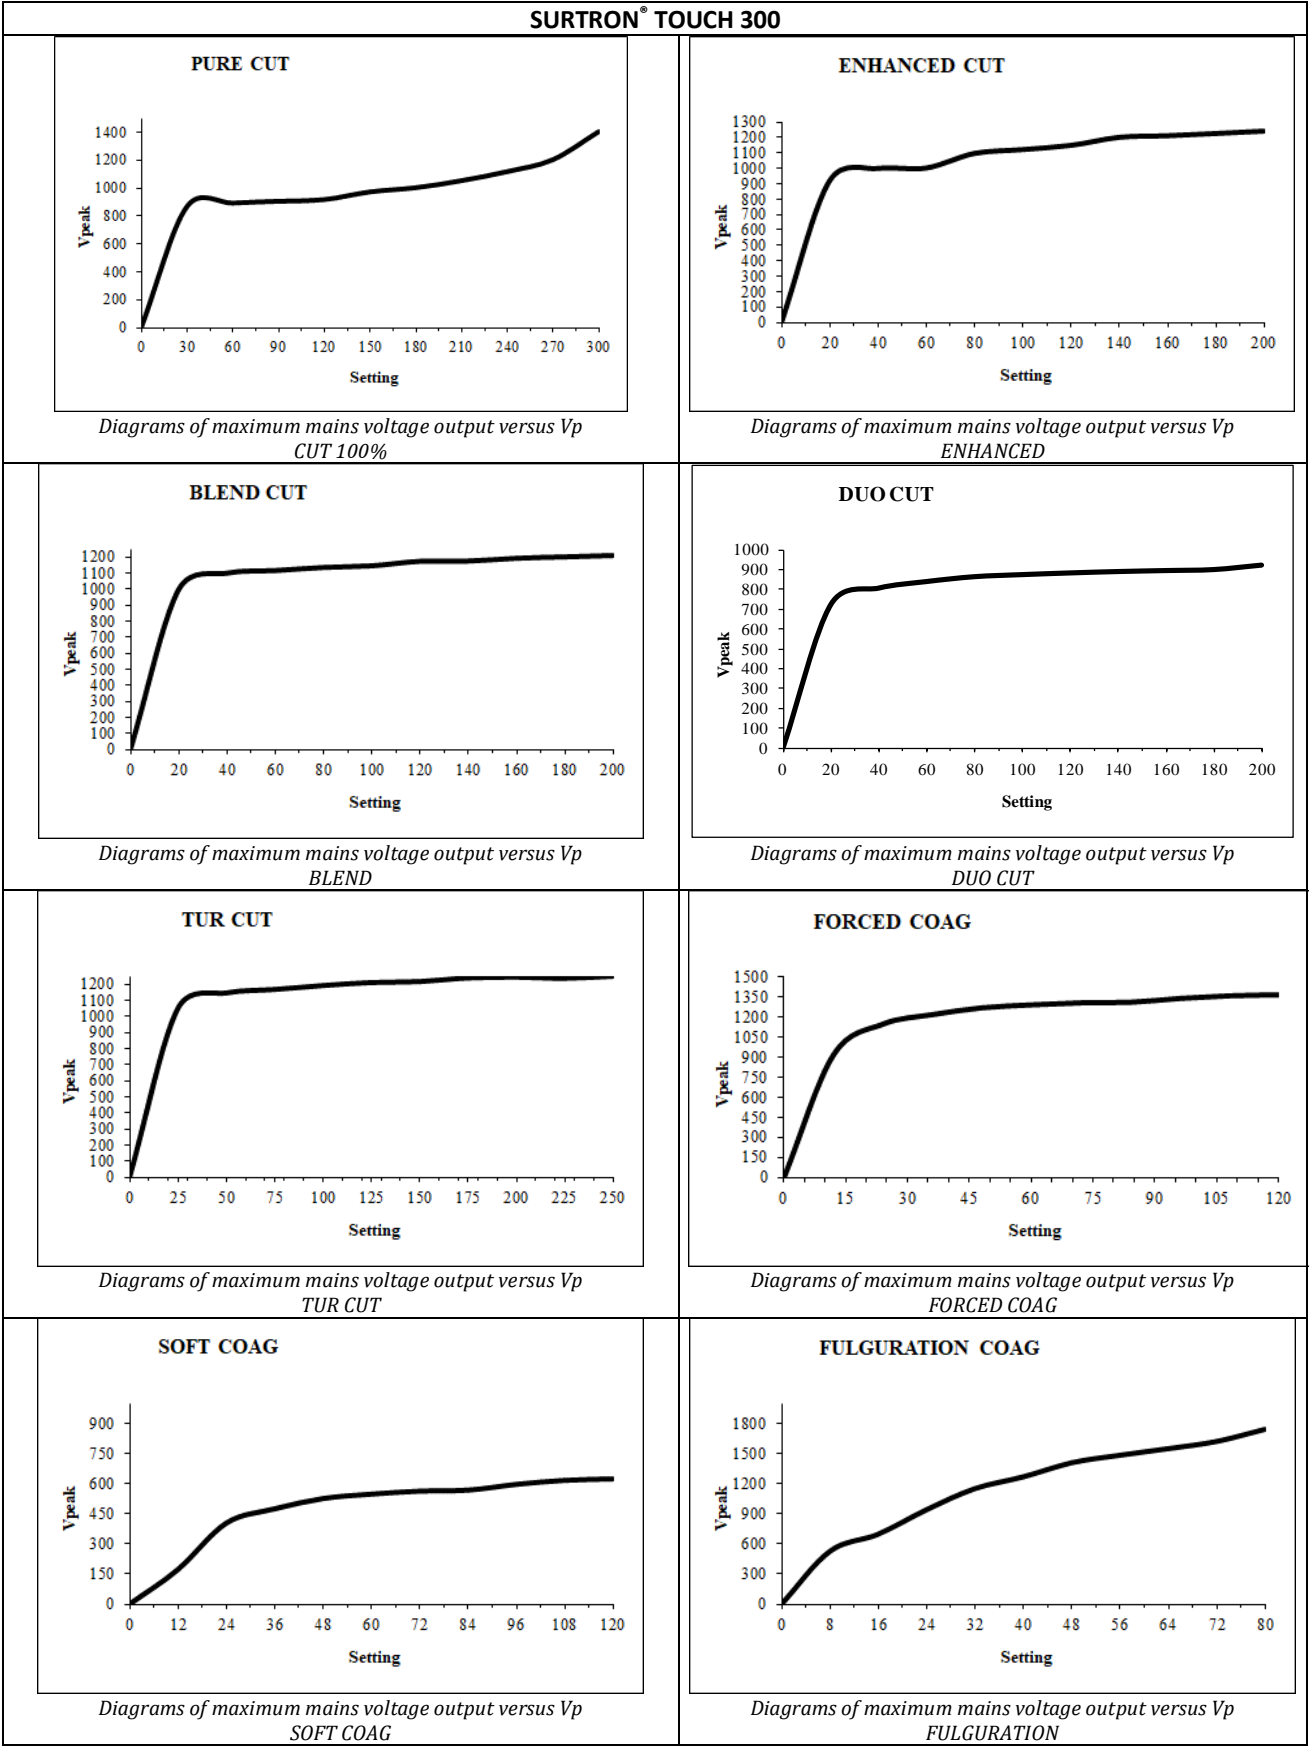 SURTRON® TOUCH 300
PURE CUT
1400
1200
1000
800
600
400
200
0
Vpeak
0 30 60 90 120 150 180 210 240 270 300
Setting
Diagrams of maximum mains voltage output versus Vp
CUT 100%
ENHANCED CUT
1300
1200
1100
1000
900
800
700
600
500
400
300
200
100
0
Vpeak
0 20 40 60 80 100 120 140 160 180 200
Setting
Diagrams of maximum mains voltage output versus Vp
ENHANCED
BLEND CUT
1200
1100
1000
900
800
700
600
500
400
300
200
100
0
Vpeak
0 20 40 60 80 100 120 140 160 180 200
Setting
Diagrams of maximum mains voltage output versus Vp
BLEND
DUO CUT
1000
900
800
700
600
500
400
300
200
100
0
Vpeak
0 20 40 60 80 100 120 140 160 180 200
Setting
Diagrams of maximum mains voltage output versus Vp
DUO CUT
TUR CUT
1200
1100
1000
900
800
700
600
500
400
300
200
100
0
Vpeak
0 25 50 75 100 125 150 175 200 225 250
Setting
Diagrams of maximum mains voltage output versus Vp
TUR CUT
FORCED COAG
1500
1350
1200
1050
900
750
600
450
300
150
0
Vpeak
0 15 30 45 60 75 90 105 120
Setting
Diagrams of maximum mains voltage output versus Vp
FORCED COAG
SOFT COAG
900
750
600
450
300
150
0
Vpeak
0 12 24 36 48 60 72 84 96 108 120
Setting
Diagrams of maximum mains voltage output versus Vp
SOFT COAG
FULGURATION COAG
1800
1500
1200
900
600
300
0
Vpeak
0 8 16 24 32 40 48 56 64 72 80
Setting
Diagrams of maximum mains voltage output versus Vp
FULGURATION